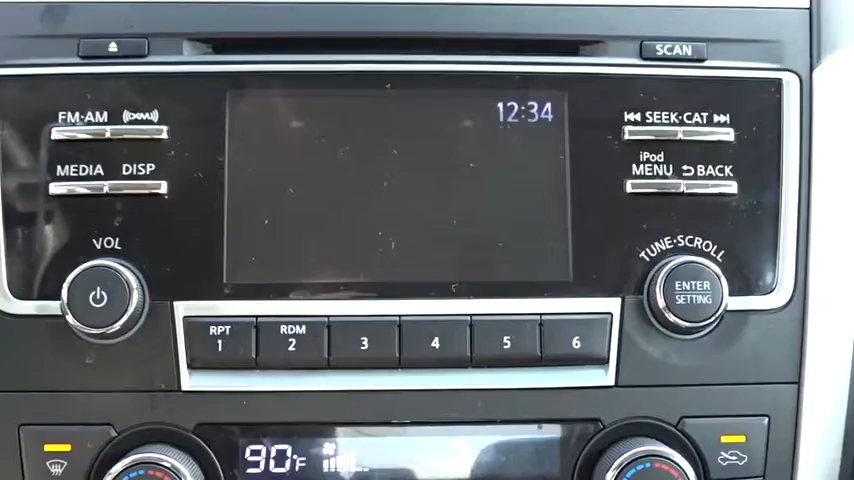 SCAN
FM·AM XM
12:34
SEEK·CAT
MEDIA DISP
iPod
MENU BACK
VOL
TUNE·SCROLL
ENTER
SETTING
RPT
1
RDM
2
3
4
5
6
90°F